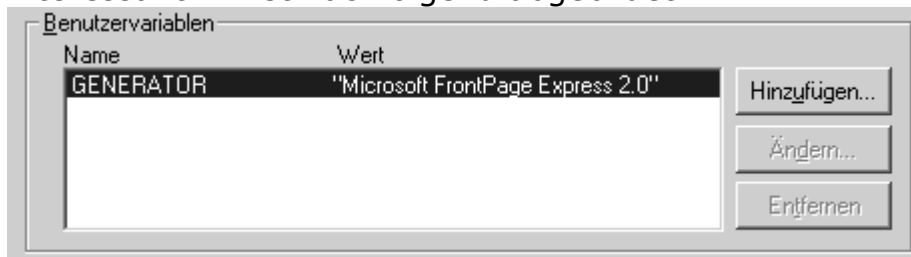 Benutzervariablen
Name Wert
GENERATOR "Microsoft FrontPage Express 2.0"
Hinzufügen...
Ändern...
Entfernen